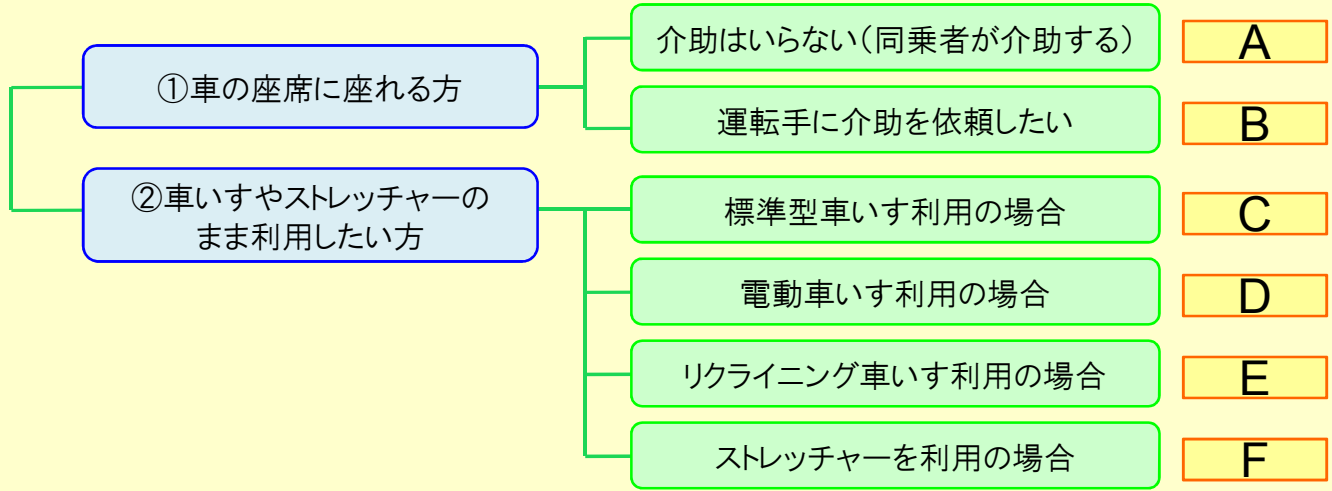 ①車の座席に座れる方
介助はいらない(同乗者が介助する)
A
運転手に介助を依頼したい
B
②車いすやストレッチャーの
まま利用したい方
標準型車いす利用の場合
C
電動車いす利用の場合
D
リクライニング車いす利用の場合
E
ストレッチャーを利用の場合
F